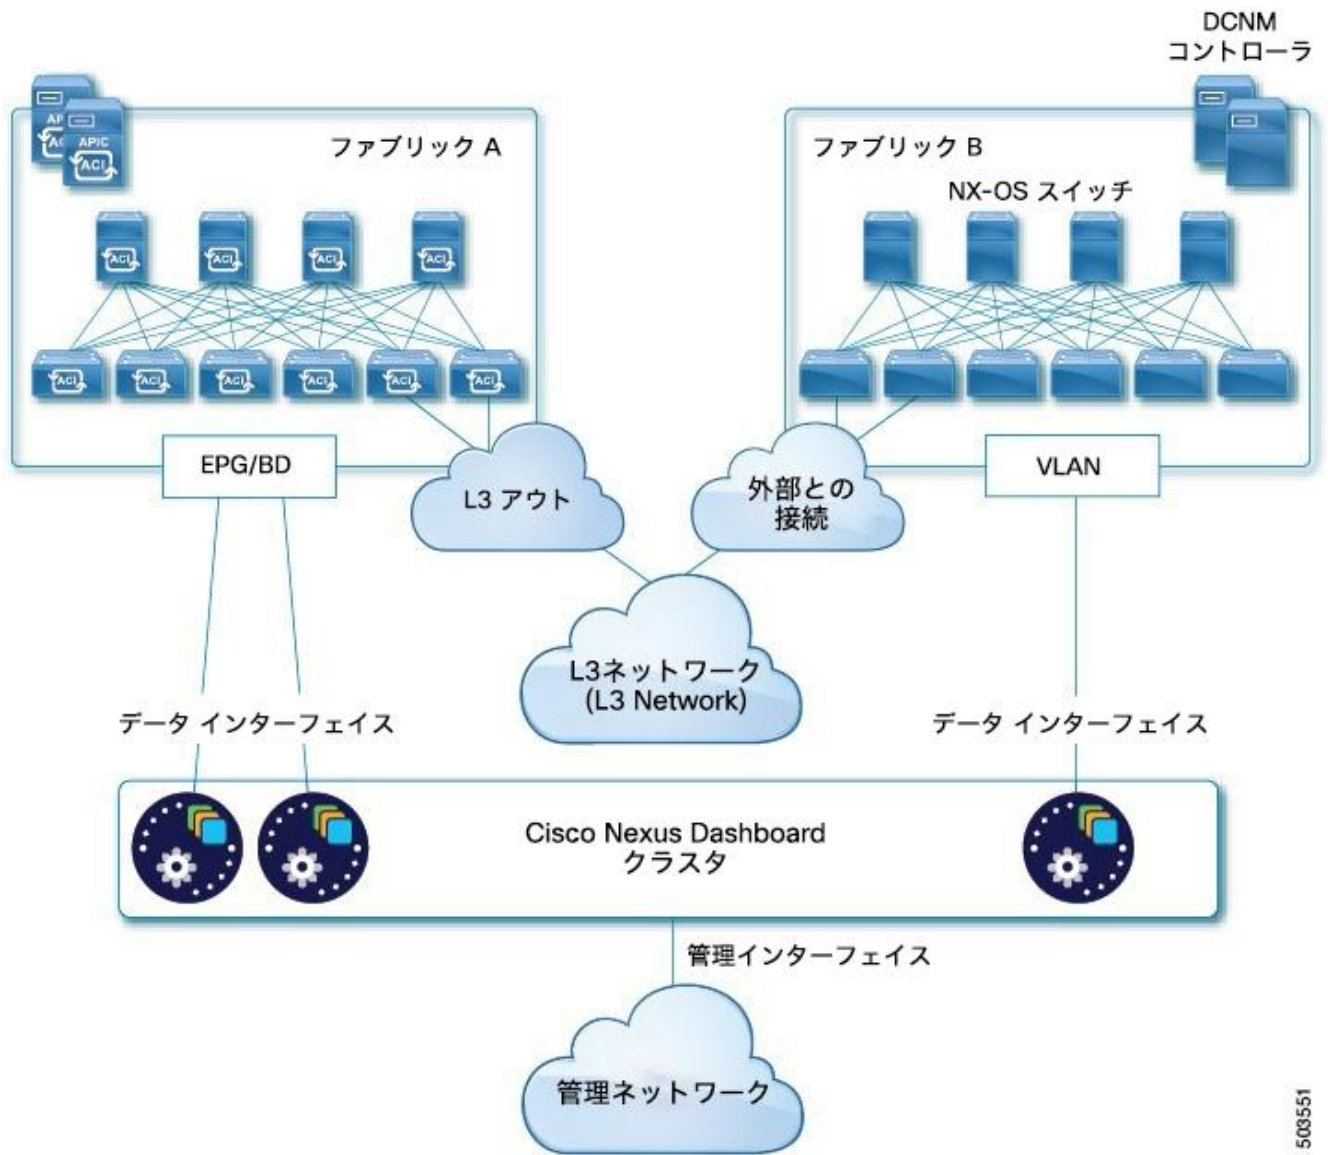 DCNM
コントローラ
AP
AC
APIC
ACI
ファブリック A
ファブリック B
NX-OS スイッチ
ACI
ACI
ACI
ACI
ACI
ACI
ACI
ACI
ACI
ACI
EPG/BD
L3 アウト
外部との
接続
VLAN
L3ネットワーク
(L3 Network)
データ インターフェイス
データ インターフェイス
Cisco Nexus Dashboard
クラスタ
管理インターフェイス
管理ネットワーク
503551